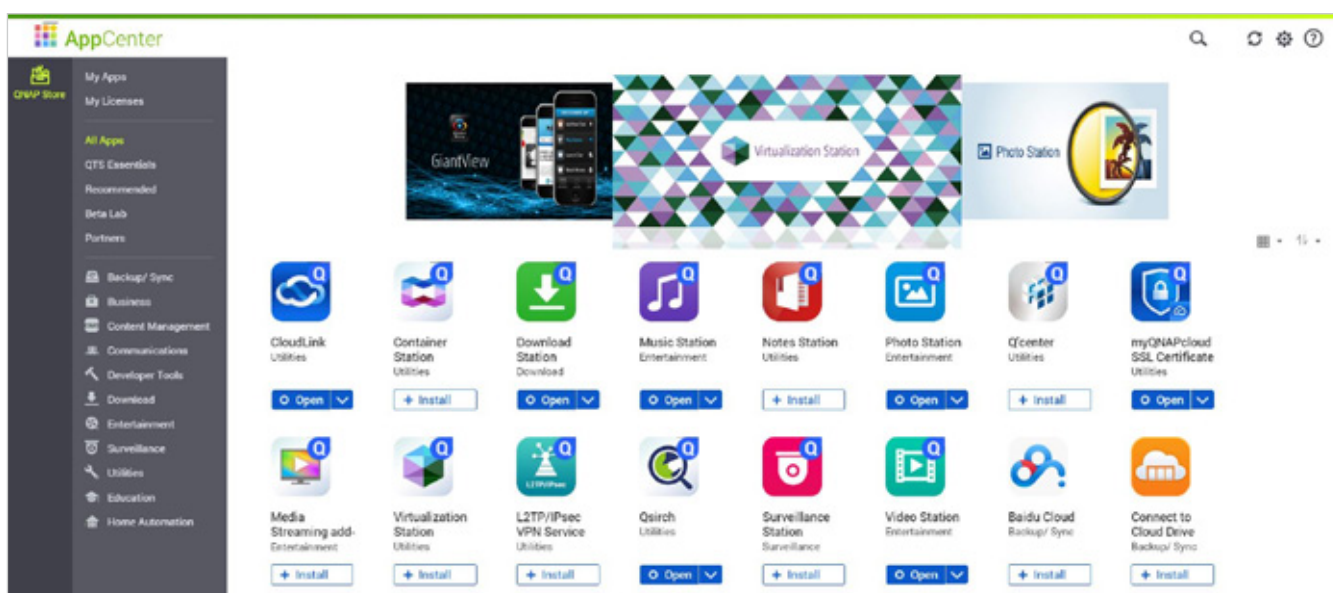 AppCenter
QNAP Store
My Apps
My Licenses
All Apps
QTS Essentials
Recommended
Beta Lab
Partners
Backup/ Sync
Business
Content Management
Communications
Developer Tools
Download
Entertainment
Surveillance
Utilities
Education
Home Automation
GiantView
Virtualization Station
Photo Station
CloudLink
Utilities
Open
Container
Station
Utilities
+ Install
Download
Station
Download
Open
Music Station
Entertainment
Open
Notes Station
Utilities
+ Install
Photo Station
Entertainment
Open
Q'center
Utilities
+ Install
myQNAPcloud
SSL Certificate
Utilities
Open
Media
Streaming add-
Entertainment
+ Install
Virtualization
Station
Utilities
+ Install
L2TP/IPsec
L2TP/IPsec
VPN Service
Utilities
+ Install
Qsirch
Utilities
Open
Surveillance
Station
Surveillance
+ Install
Video Station
Entertainment
Open
Baidu Cloud
Backup/ Sync
+ Install
Connect to
Cloud Drive
Backup/ Sync
+ Install